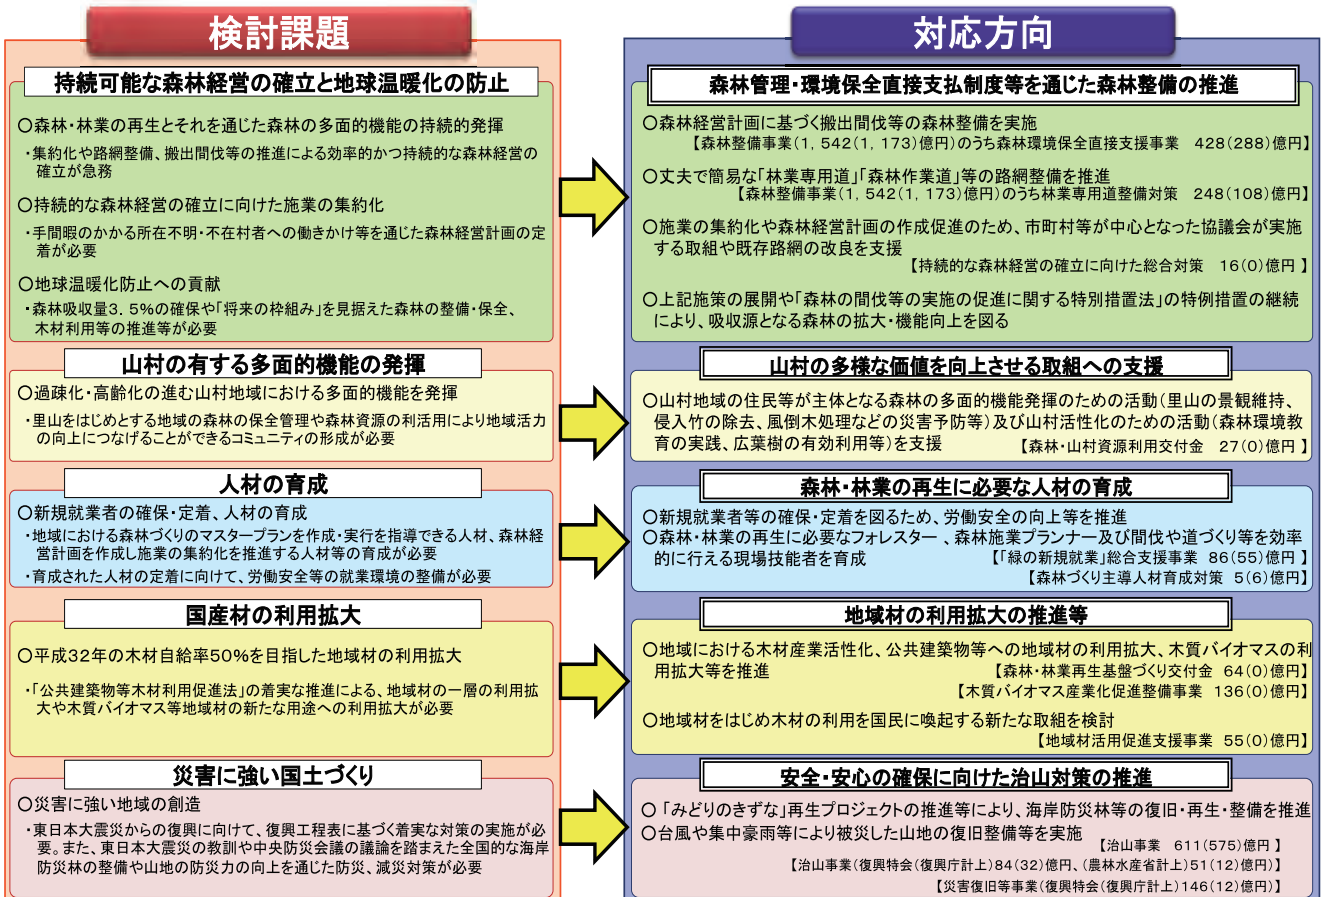 検討課題
持続可能な森林経営の確立と地球温暖化の防止
○森林・林業の再生とそれを通じた森林の多面的機能の持続的発揮
・集約化や路網整備、搬出間伐等の推進による効率的かつ持続的な森林経営の
確立が急務
○持続的な森林経営の確立に向けた施業の集約化
・手間暇のかかる所在不明・不在村者への働きかけ等を通じた森林経営計画の定
着が必要
○地球温暖化防止への貢献
・森林吸収量3．5%の確保や「将来の枠組み」を見据えた森林の整備・保全、
木材利用等の推進等が必要
山村の有する多面的機能の発揮
○過疎化・高齢化の進む山村地域における多面的機能を発揮
・里山をはじめとする地域の森林の保全管理や森林資源の利活用により地域活力
の向上につなげることができるコミュニティの形成が必要
人材の育成
○新規就業者の確保・定着、人材の育成
・地域における森林づくりのマスタープランを作成・実行を指導できる人材、森林経
営計画を作成し施業の集約化を推進する人材等の育成が必要
・育成された人材の定着に向けて、労働安全等の就業環境の整備が必要
国産材の利用拡大
○平成32年の木材自給率50%を目指した地域材の利用拡大
・「公共建築物等木材利用促進法」の着実な推進による、地域材の一層の利用拡
大や木質バイオマス等地域材の新たな用途への利用拡大が必要
災害に強い国土づくり
○災害に強い地域の創造
・東日本大震災からの復興に向けて、復興工程表に基づく着実な対策の実施が必
要。また、東日本大震災の教訓や中央防災会議の議論を踏まえた全国的な海岸
防災林の整備や山地の防災力の向上を通じた防災、減災対策が必要
対応方向
森林管理・環境保全直接支払制度等を通じた森林整備の推進
○森林経営計画に基づく搬出間伐等の森林整備を実施
【森林整備事業(1，542(1，173)億円)のうち森林環境保全直接支援事業　428(288)億円】
○丈夫で簡易な「林業専用道」「森林作業道」等の路網整備を推進
【森林整備事業(1，542(1，173)億円)のうち林業専用道整備対策　248(108)億円】
○施業の集約化や森林経営計画の作成促進のため、市町村等が中心となった協議会が実施
する取組や既存路網の改良を支援
【持続的な森林経営の確立に向けた総合対策　16(0)億円 】
○上記施策の展開や「森林の間伐等の実施の促進に関する特別措置法」の特例措置の継続
により、吸収源となる森林の拡大・機能向上を図る
山村の多様な価値を向上させる取組への支援
○山村地域の住民等が主体となる森林の多面的機能発揮のための活動(里山の景観維持、
侵入竹の除去、風倒木処理などの災害予防等)及び山村活性化のための活動(森林環境教
育の実践、広葉樹の有効利用等)を支援　【森林・山村資源利用交付金　27(0)億円 】
森林・林業の再生に必要な人材の育成
○新規就業者等の確保・定着を図るため、労働安全の向上等を推進
○森林・林業の再生に必要なフォレスター 、森林施業プランナー及び間伐や道づくり等を効率
的に行える現場技能者を育成　【「緑の新規就業」総合支援事業　86(55)億円 】
【森林づくり主導人材育成対策　5(6)億円】
地域材の利用拡大の推進等
○地域における木材産業活性化、公共建築物等への地域材の利用拡大、木質バイオマスの利
用拡大等を推進　【森林・林業再生基盤づくり交付金　64(0)億円】
【木質バイオマス産業化促進整備事業　136(0)億円】
○地域材をはじめ木材の利用を国民に喚起する新たな取組を検討
【地域材活用促進支援事業　55(0)億円】
安全・安心の確保に向けた治山対策の推進
○ 「みどりのきずな」再生プロジェクトの推進等により、海岸防災林等の復旧・再生・整備を推進
○台風や集中豪雨等により被災した山地の復旧整備等を実施
【治山事業　611(575)億円 】
【治山事業(復興特会(復興庁計上)84(32)億円、(農林水産省計上)51(12)億円)】
【災害復旧等事業(復興特会(復興庁計上)146(12)億円)】